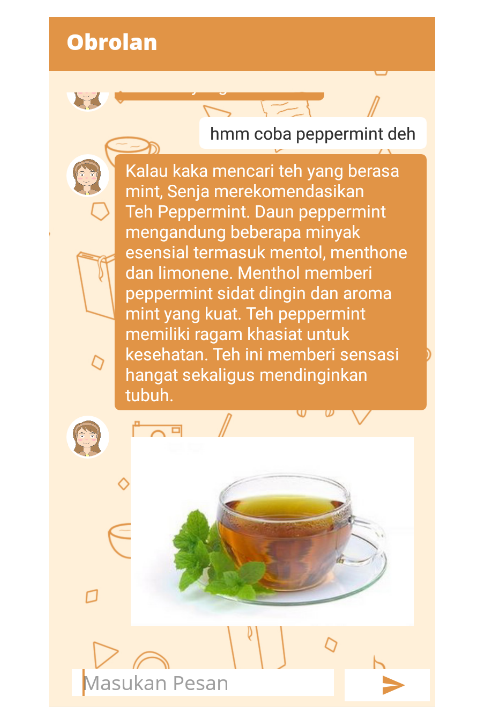 Obrolan
hmm coba peppermint deh
Kalau kaka mencari teh yang berasa
mint, Senja merekomendasikan
Teh Peppermint. Daun peppermint
mengandung beberapa minyak
esensial termasuk mentol, menthone
dan limonene. Menthol memberi
peppermint sidat dingin dan aroma
mint yang kuat. Teh peppermint
memiliki ragam khasiat untuk
kesehatan. Teh ini memberi sensasi
hangat sekaligus mendinginkan
tubuh.
Masukan Pesan